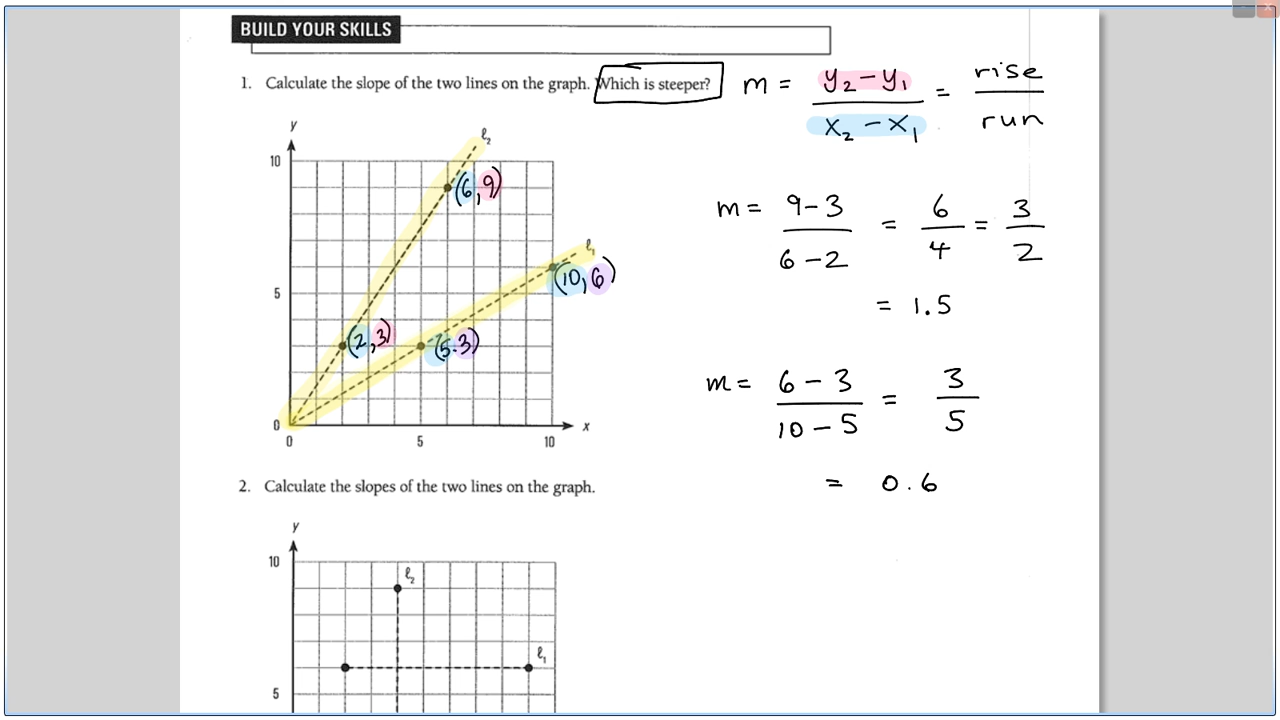 BUILD YOUR SKILLS
1. Calculate the slope of the two lines on the graph. Which is steeper?
m = y₂ - y₁ / x₂ - x₁ = rise / run
y
ℓ₂
10
(6,9)
ℓ₁
(10,6)
5
(2,3)
(5.3)
0
x
0
5
10
m = 9-3 / 6-2 = 6 / 4 = 3 / 2
= 1.5
m = 6-3 / 10-5 = 3 / 5
= 0.6
2. Calculate the slopes of the two lines on the graph.
y
10
ℓ₂
ℓ₁
5